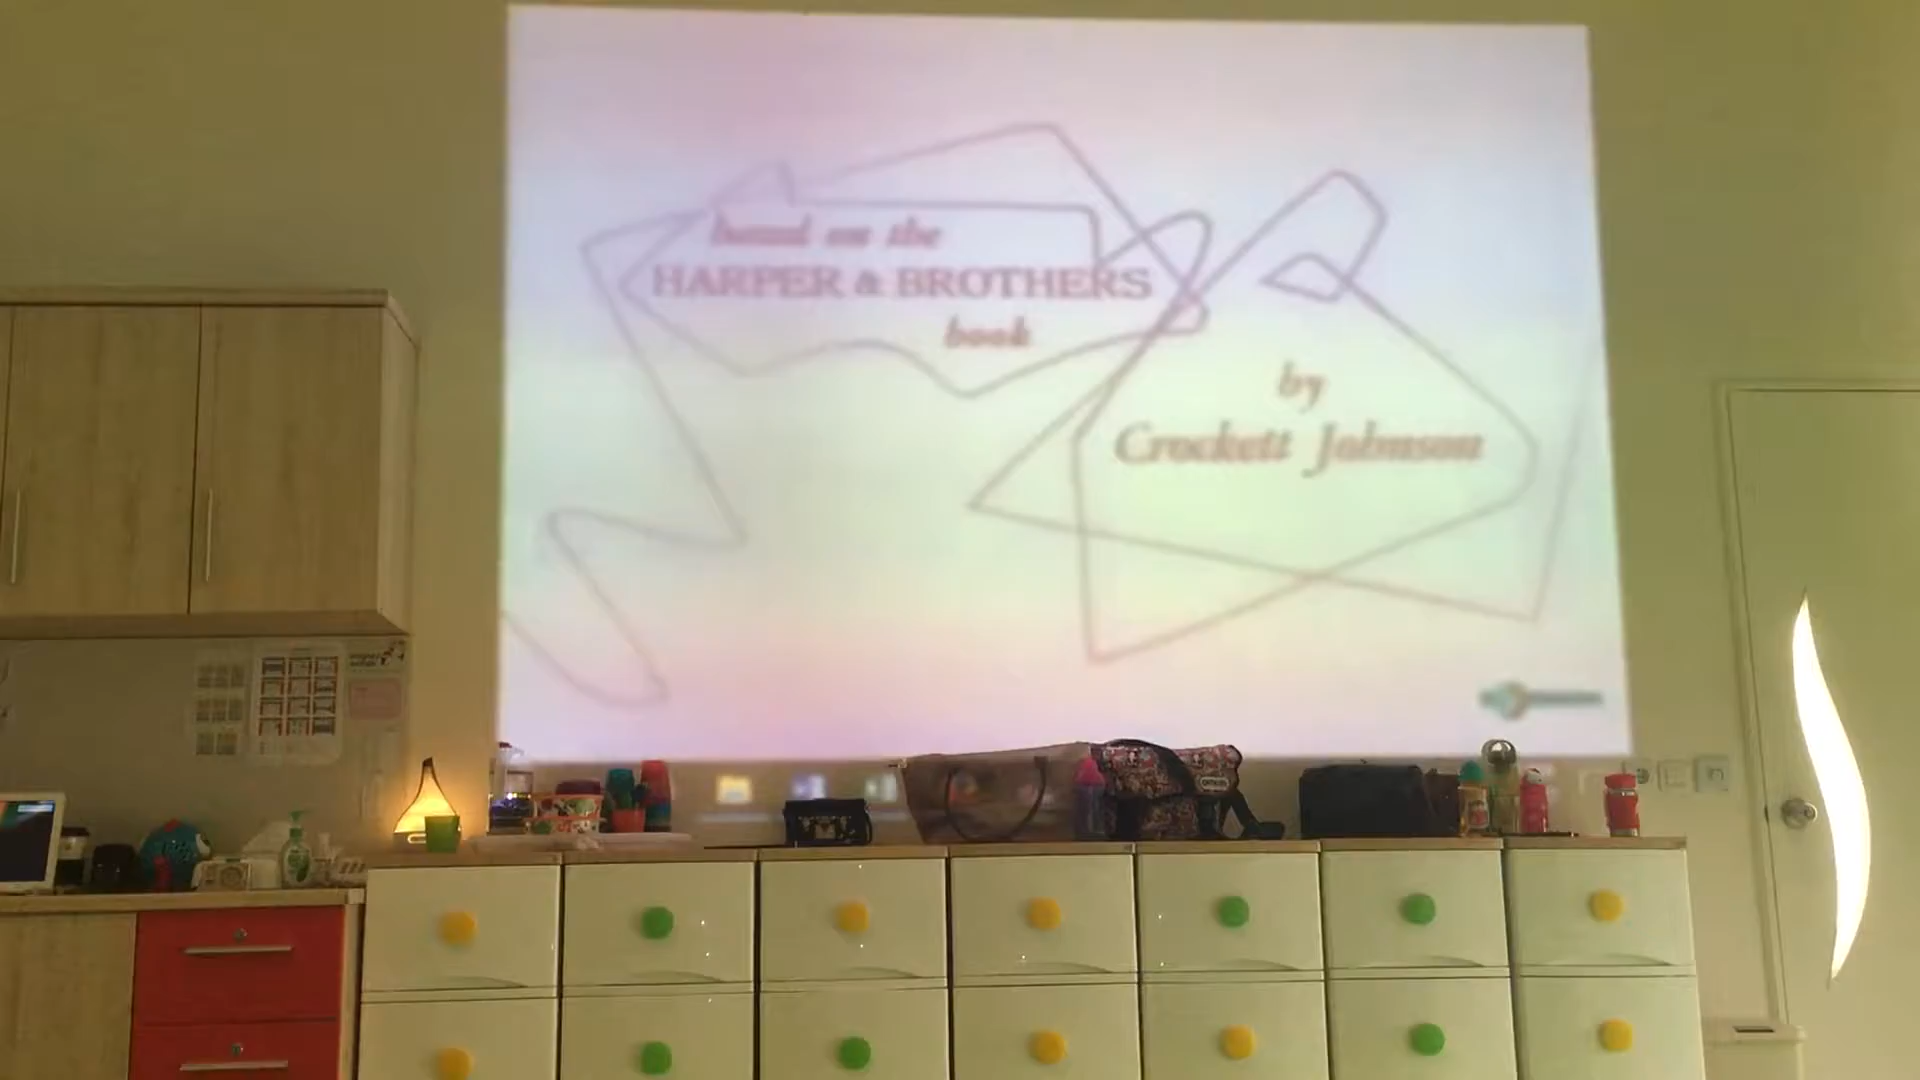 based on the
HARPER & BROTHERS
book
by
Crockett Johnson